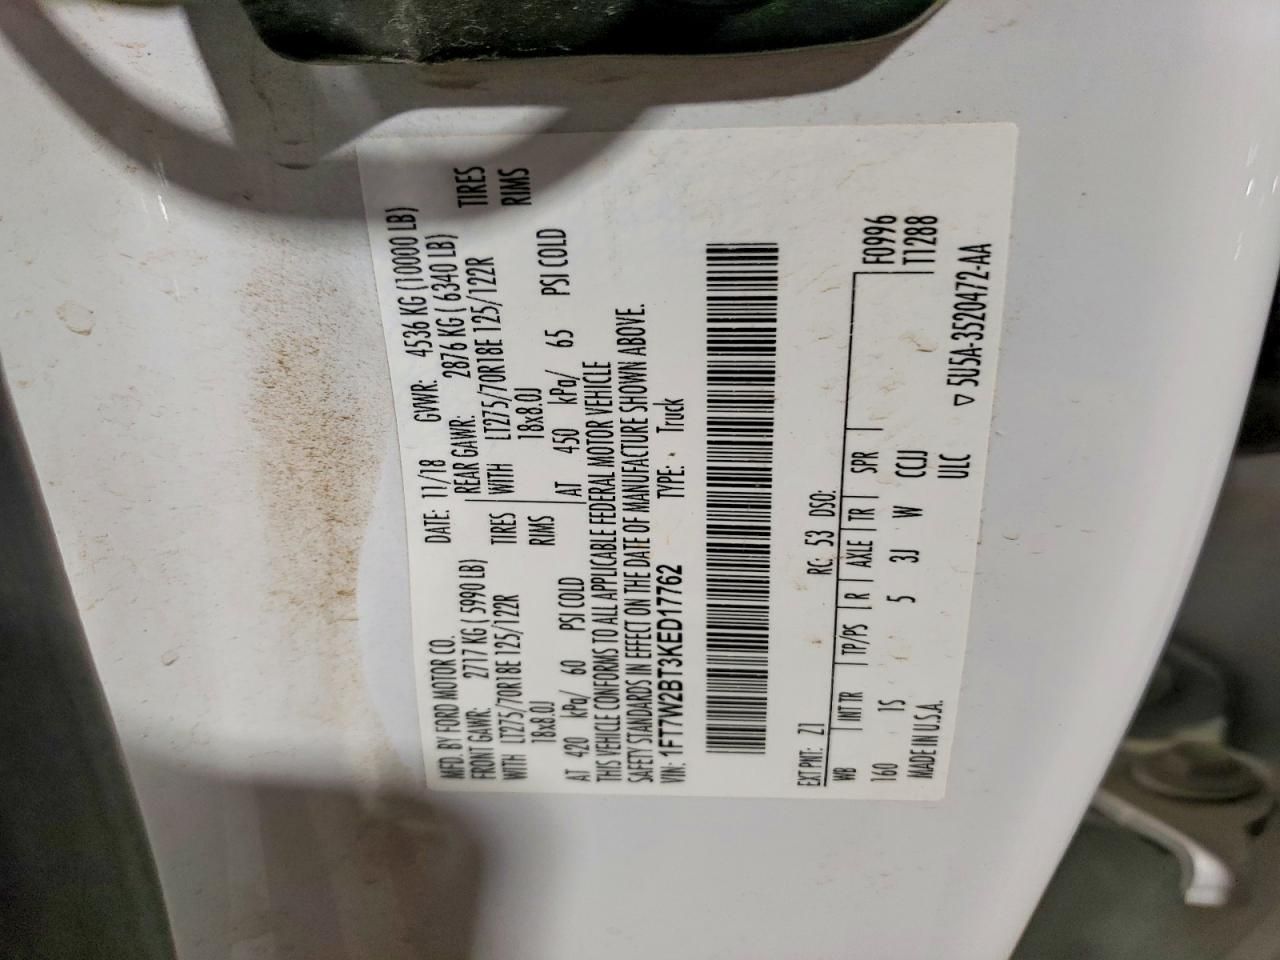 MFD. BY FORD MOTOR CO.
DATE: 11/18 GVWR: 4536 KG (10000 LB)
FRONT GAWR: 2717 KG ( 5990 LB) REAR GAWR: 2876 KG ( 6340 LB)
WITH LT275/70R18E 125/122R TIRES WITH LT275/70R18E 125/122R TIRES
18x8.0J RIMS 18x8.0J RIMS
AT 420 kPa/ 60 PSI COLD AT 450 kPa/ 65 PSI COLD
THIS VEHICLE CONFORMS TO ALL APPLICABLE FEDERAL MOTOR VEHICLE
SAFETY STANDARDS IN EFFECT ON THE DATE OF MANUFACTURE SHOWN ABOVE.
VIN: 1FT7W2BT3KED17762 TYPE: Truck
EXT PNT: Z1 RC: 53 DSO:
WB INT TR TP/PS R AXLE TR SPR F0996
160 IS 5 3J W CCUJ T1288
MADE IN U.S.A. ULC ▽ 5U5A-3520472-AA